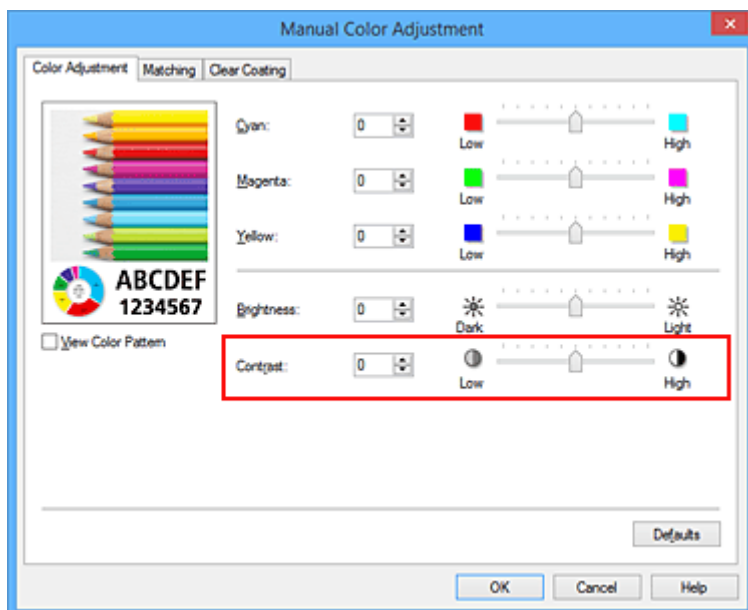 Manual Color Adjustment
Color Adjustment Matching Clear Coating
Cyan: 0 Low High
Magenta: 0 Low High
Yellow: 0 Low High
ABCDEF
1234567
Brightness: 0 Dark Light
View Color Pattern
Contrast: 0 Low High
Defaults
OK Cancel Help